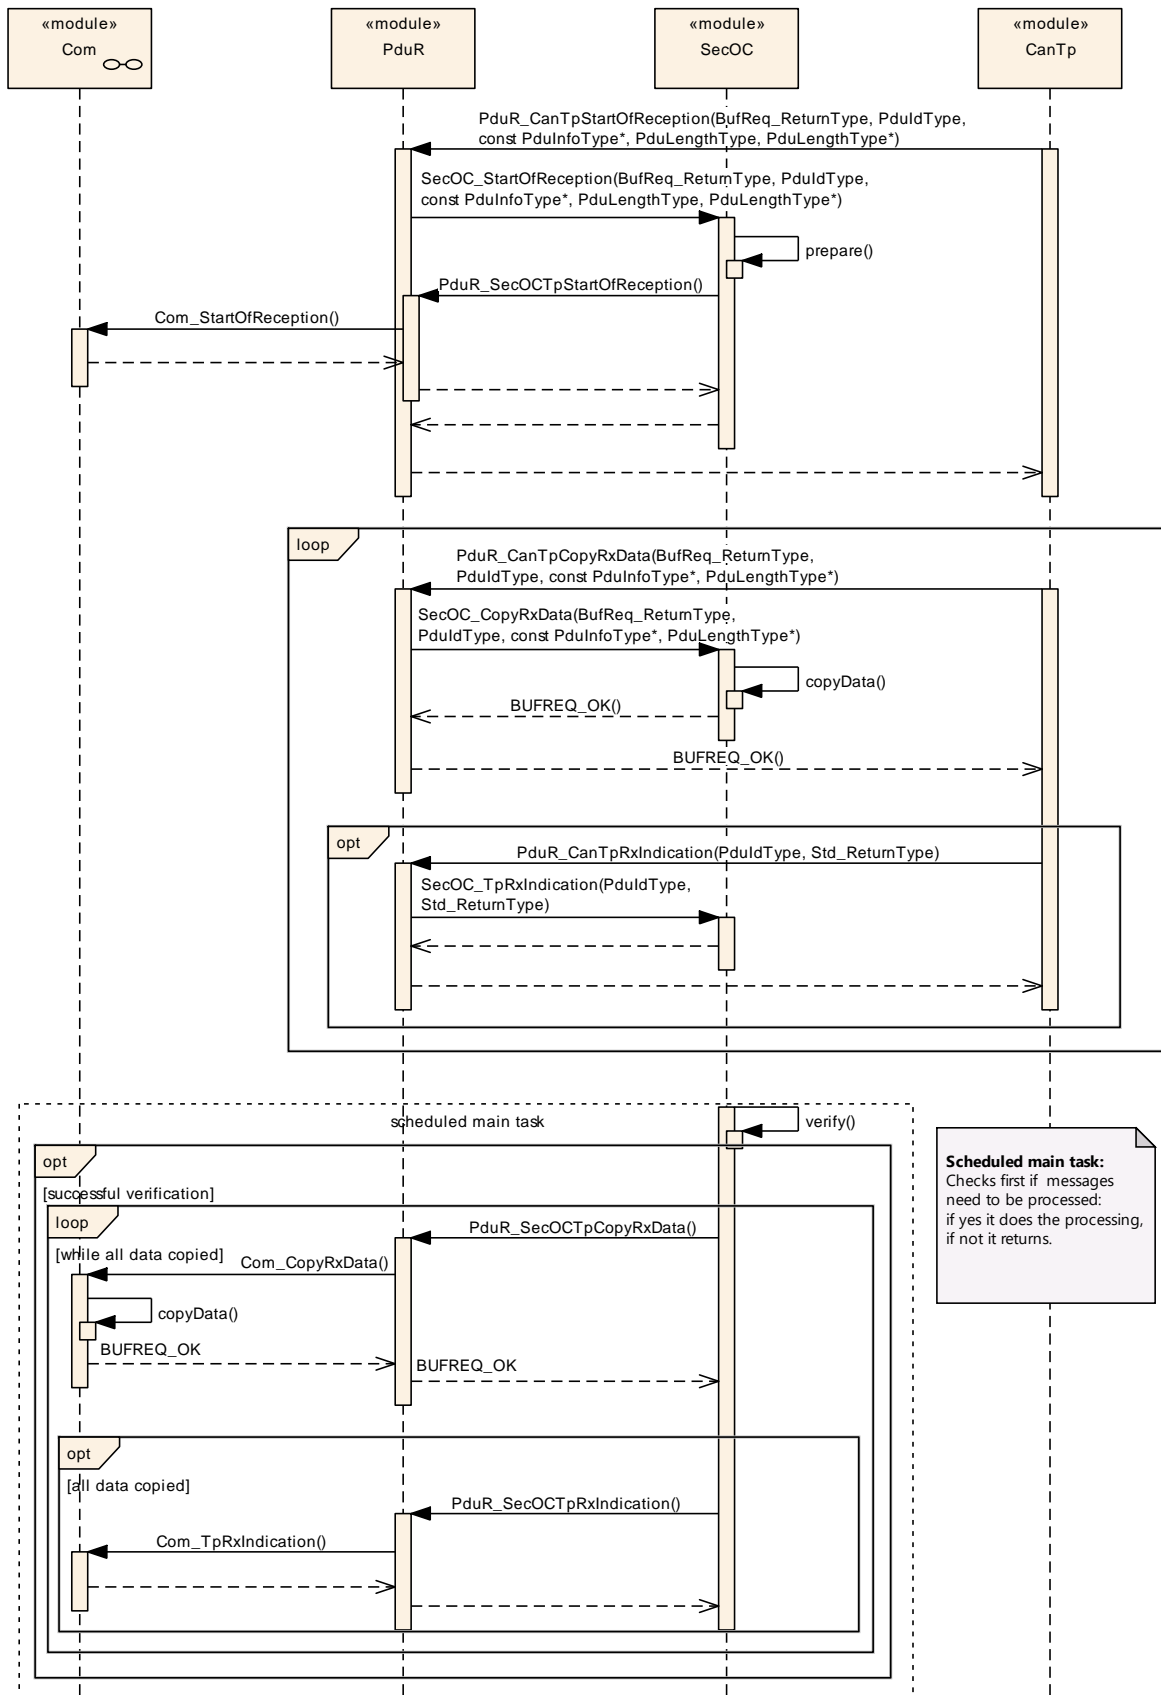 «module»
Com
«module»
PduR
«module»
SecOC
«module»
CanTp
PduR_CanTpStartOfReception(BufReq_ReturnType, PduIdType,
const PduInfoType*, PduLengthType, PduLengthType*)
SecOC_StartOfReception(BufReq_ReturnType, PduIdType,
const PduInfoType*, PduLengthType, PduLengthType*)
prepare()
PduR_SecOCTpStartOfReception()
Com_StartOfReception()
loop
PduR_CanTpCopyRxData(BufReq_ReturnType,
PduIdType, const PduInfoType*, PduLengthType*)
SecOC_CopyRxData(BufReq_ReturnType,
PduIdType, const PduInfoType*, PduLengthType*)
copyData()
BUFREQ_OK()
BUFREQ_OK()
opt
PduR_CanTpRxIndication(PduIdType, Std_ReturnType)
SecOC_TpRxIndication(PduIdType,
Std_ReturnType)
scheduled main task
verify()
opt
[successful verification]
Scheduled main task:
Checks first if messages
need to be processed:
if yes it does the processing,
if not it returns.
loop
PduR_SecOCTpCopyRxData()
[while all data copied]
Com_CopyRxData()
copyData()
BUFREQ_OK
BUFREQ_OK
opt
[all data copied]
PduR_SecOCTpRxIndication()
Com_TpRxIndication()